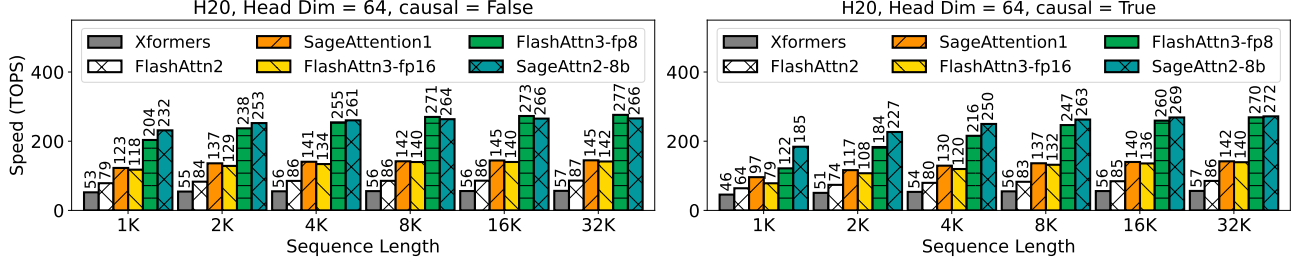 H20, Head Dim = 64, causal = False
Speed (TOPS)
400
200
0
Xformers
SageAttention1
FlashAttn3-fp8
FlashAttn2
FlashAttn3-fp16
SageAttn2-8b
53 79 123 118 204 232
55 84 137 129 238 253
56 86 141 134 255 261
56 86 142 140 271 264
56 86 145 140 273 266
57 87 145 142 277 266
1K 2K 4K 8K 16K 32K
Sequence Length
H20, Head Dim = 64, causal = True
400
200
0
Xformers
SageAttention1
FlashAttn3-fp8
FlashAttn2
FlashAttn3-fp16
SageAttn2-8b
46 64 97 79 122 185
51 74 117 108 184 227
54 80 130 120 216 250
56 83 137 132 247 263
56 85 140 136 260 269
57 86 142 140 270 272
1K 2K 4K 8K 16K 32K
Sequence Length